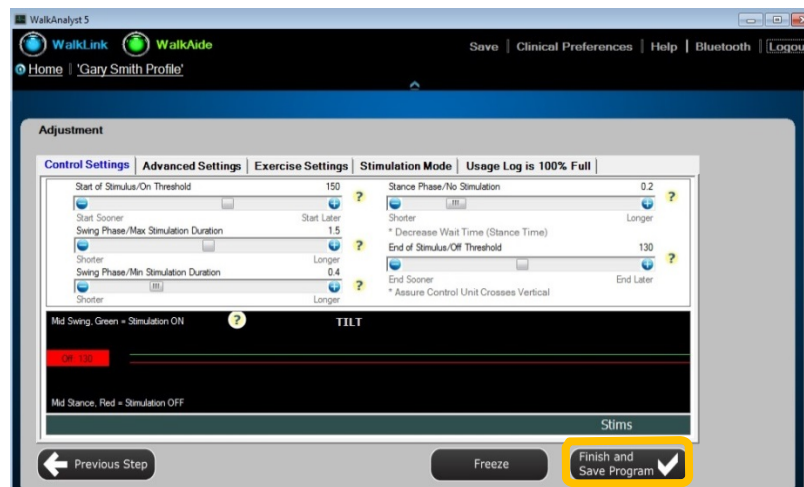 WalkAnalyst 5
WalkLink WalkAide
Save | Clinical Preferences | Help | Bluetooth | Logou
Home | 'Gary Smith Profile'
Adjustment
Control Settings Advanced Settings Exercise Settings Stimulation Mode Usage Log is 100% Full
Start of Stimulus/On Threshold 150 ?
Start Sooner Start Later
Swing Phase/Max Stimulation Duration 1.5 ?
Shorter Longer
Swing Phase/Min Stimulation Duration 0.4 ?
Shorter Longer
Stance Phase/No Stimulation 0.2 ?
Shorter Longer
* Decrease Wait Time (Stance Time)
End of Stimulus/Off Threshold 130 ?
End Sooner End Later
* Assure Control Unit Crosses Vertical
Mid Swing, Green = Stimulation ON ? TILT
Off 130
Mid Stance, Red = Stimulation OFF
Stims
Previous Step
Freeze
Finish and
Save Program